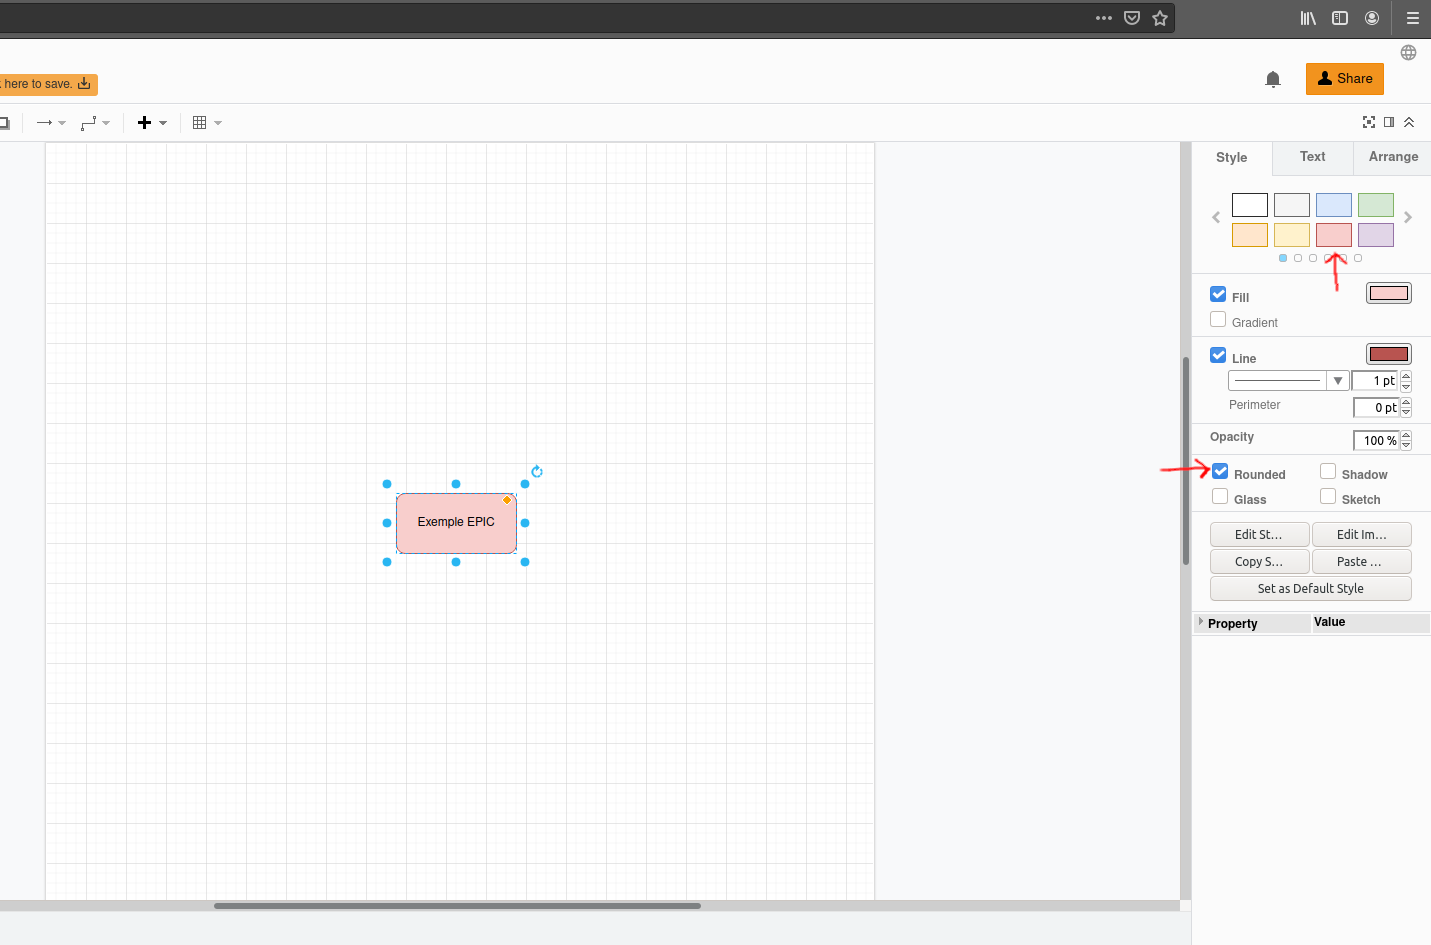 here to save.
Share
Style
Text
Arrange
Fill
Gradient
Line
1 pt
Perimeter
0 pt
Opacity
100 %
Rounded
Shadow
Glass
Sketch
Exemple EPIC
Edit St...
Edit Im...
Copy S...
Paste ...
Set as Default Style
Property
Value